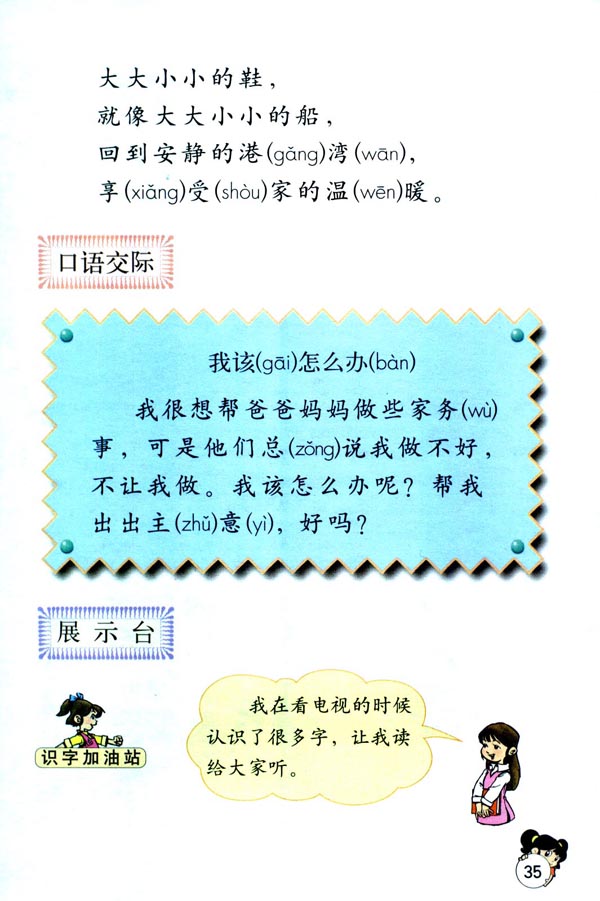 大大小小的鞋，
就像大大小小的船，
回到安静的港(gǎng)湾(wān)，
享(xiǎng)受(shòu)家的温(wēn)暖。
口语交际
我该(gāi)怎么办(bàn)
我很想帮爸爸妈妈做些家务(wù)
事，可是他们总(zǒng)说我做不好，
不让我做。我该怎么办呢？帮我
出出主(zhǔ)意(yì)，好吗？
展示台
识字加油站
我在看电视的时候
认识了很多字，让我读
给大家听。
35